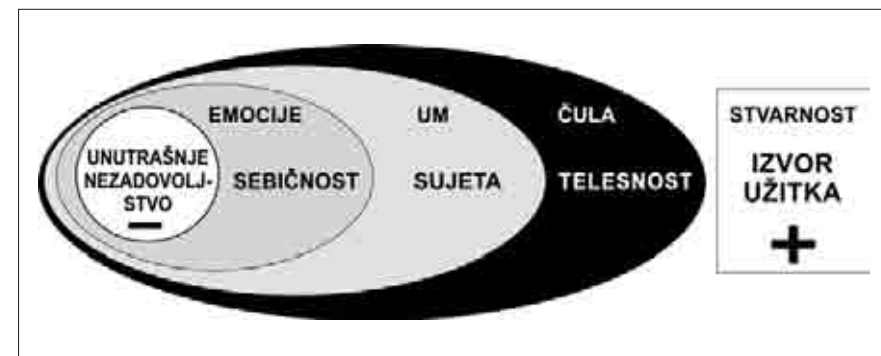 EMOCIJE
UM
ČULA
STVARNOST
UNUTRAŠNJE
NEZADOVOLJ-
STVO
SEBIČNOST
SUJETA
TELESNOST
IZVOR
UŽITKA